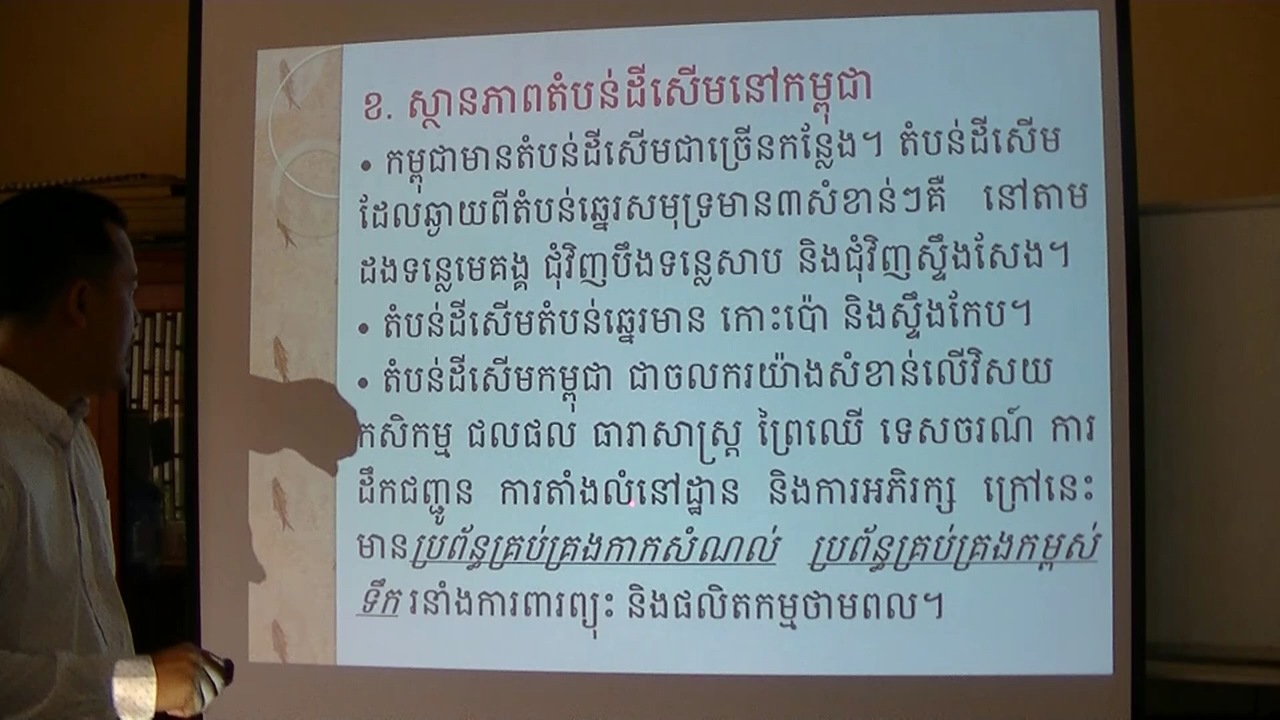 ខ. ស្ថានភាពតំបន់ដីសើមនៅកម្ពុជា
• កម្ពុជាមានតំបន់ដីសើមជាច្រើនកន្លែង។ តំបន់ដីសើម
ដែលឆ្ងាយពីតំបន់ឆ្នេរសមុទ្រមាន៣សំខាន់ៗគឺ នៅតាម
ដងទន្លេមេគង្គ ជុំវិញបឹងទន្លេសាប និងជុំវិញស្ទឹងសែង។
• តំបន់ដីសើមតំបន់ឆ្នេរមាន កោះប៉ោ និងស្ទឹងកែប។
• តំបន់ដីសើមកម្ពុជា ជាចលករយ៉ាងសំខាន់លើវិសយ
កសិកម្ម ជលផល ធារាសាស្ត្រ ព្រៃឈើ ទេសចរណ៍ ការ
ដឹកជញ្ជូន ការតាំងលំនៅដ្ឋាន និងការអភិរក្ស ក្រៅនេះ
មានប្រព័ន្ធគ្រប់គ្រងកាកសំណល់ ប្រព័ន្ធគ្រប់គ្រងកម្ពស់
ទឹក រនាំងការពារព្យុះ និងផលិតកម្មថាមពល។